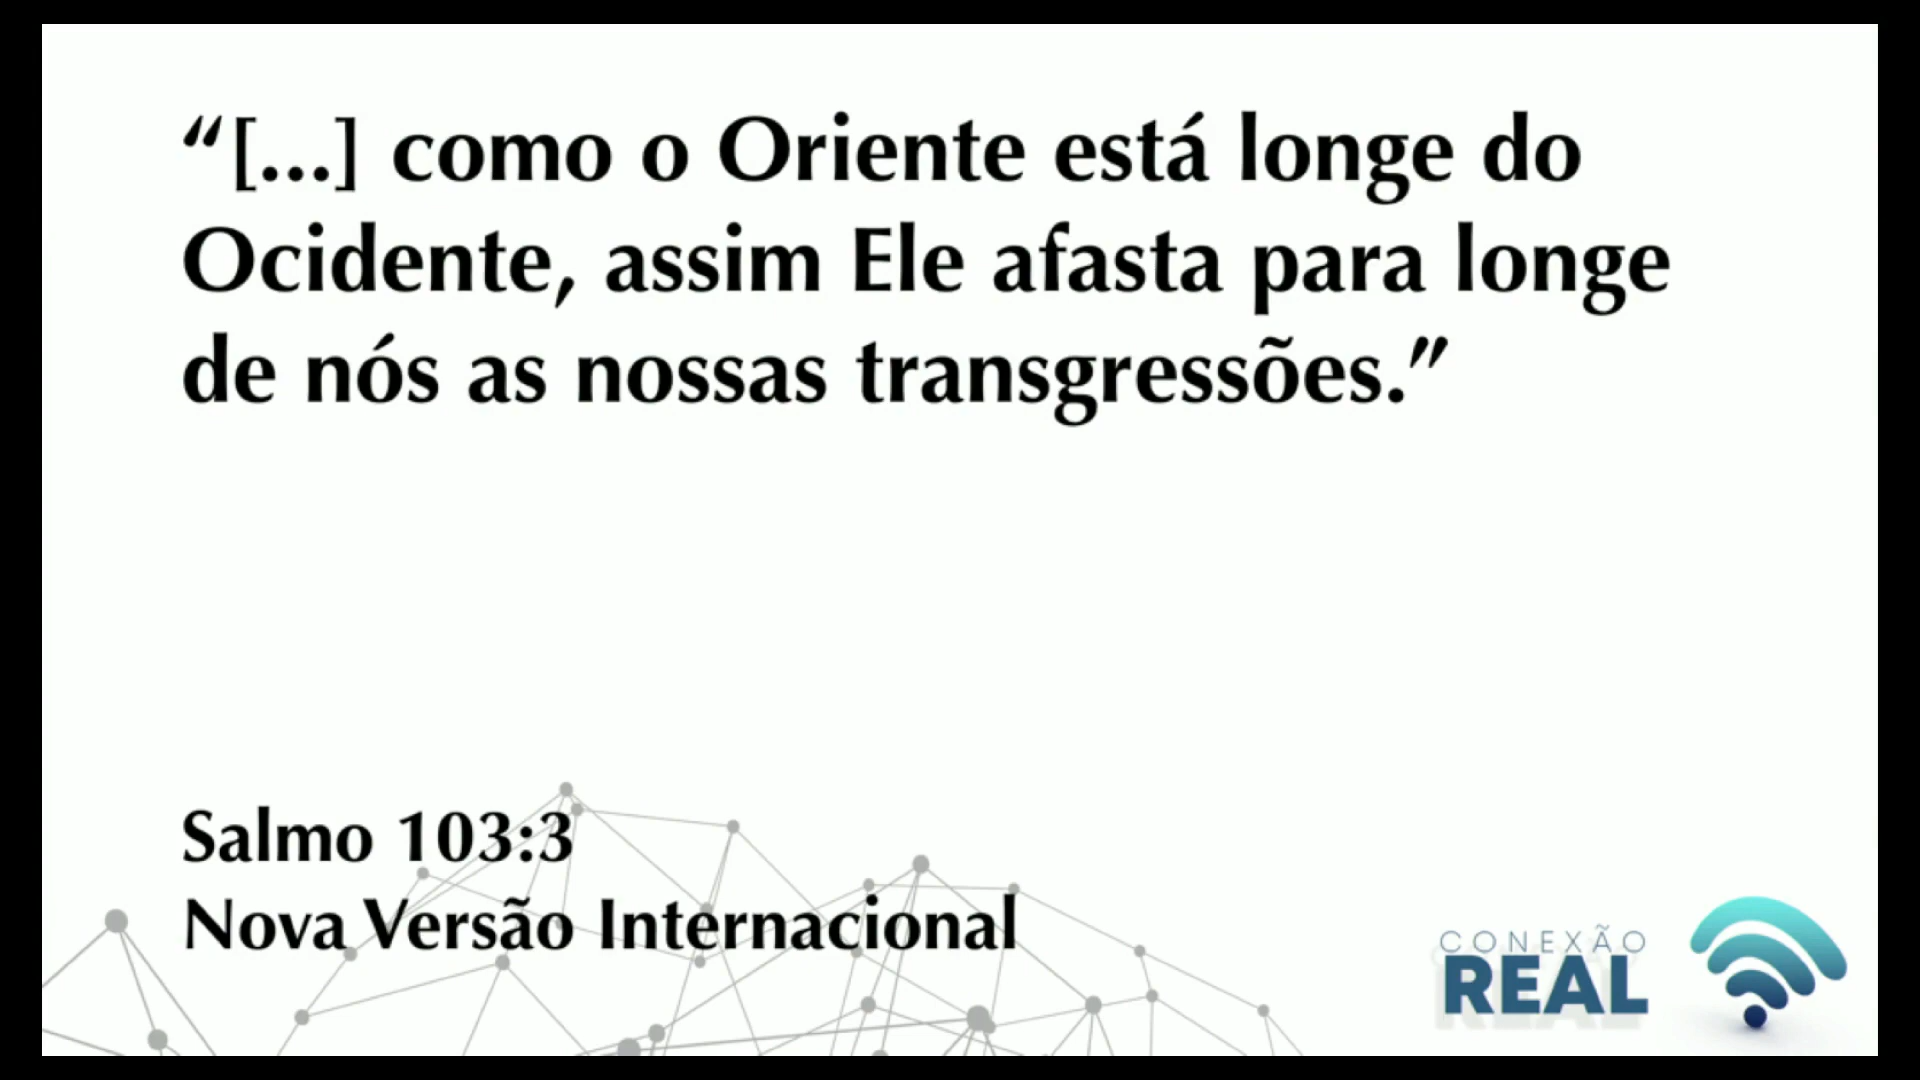 “[...] como o Oriente está longe do
Ocidente, assim Ele afasta para longe
de nós as nossas transgressões.”
Salmo 103:3
Nova Versão Internacional
CONEXÃO
REAL